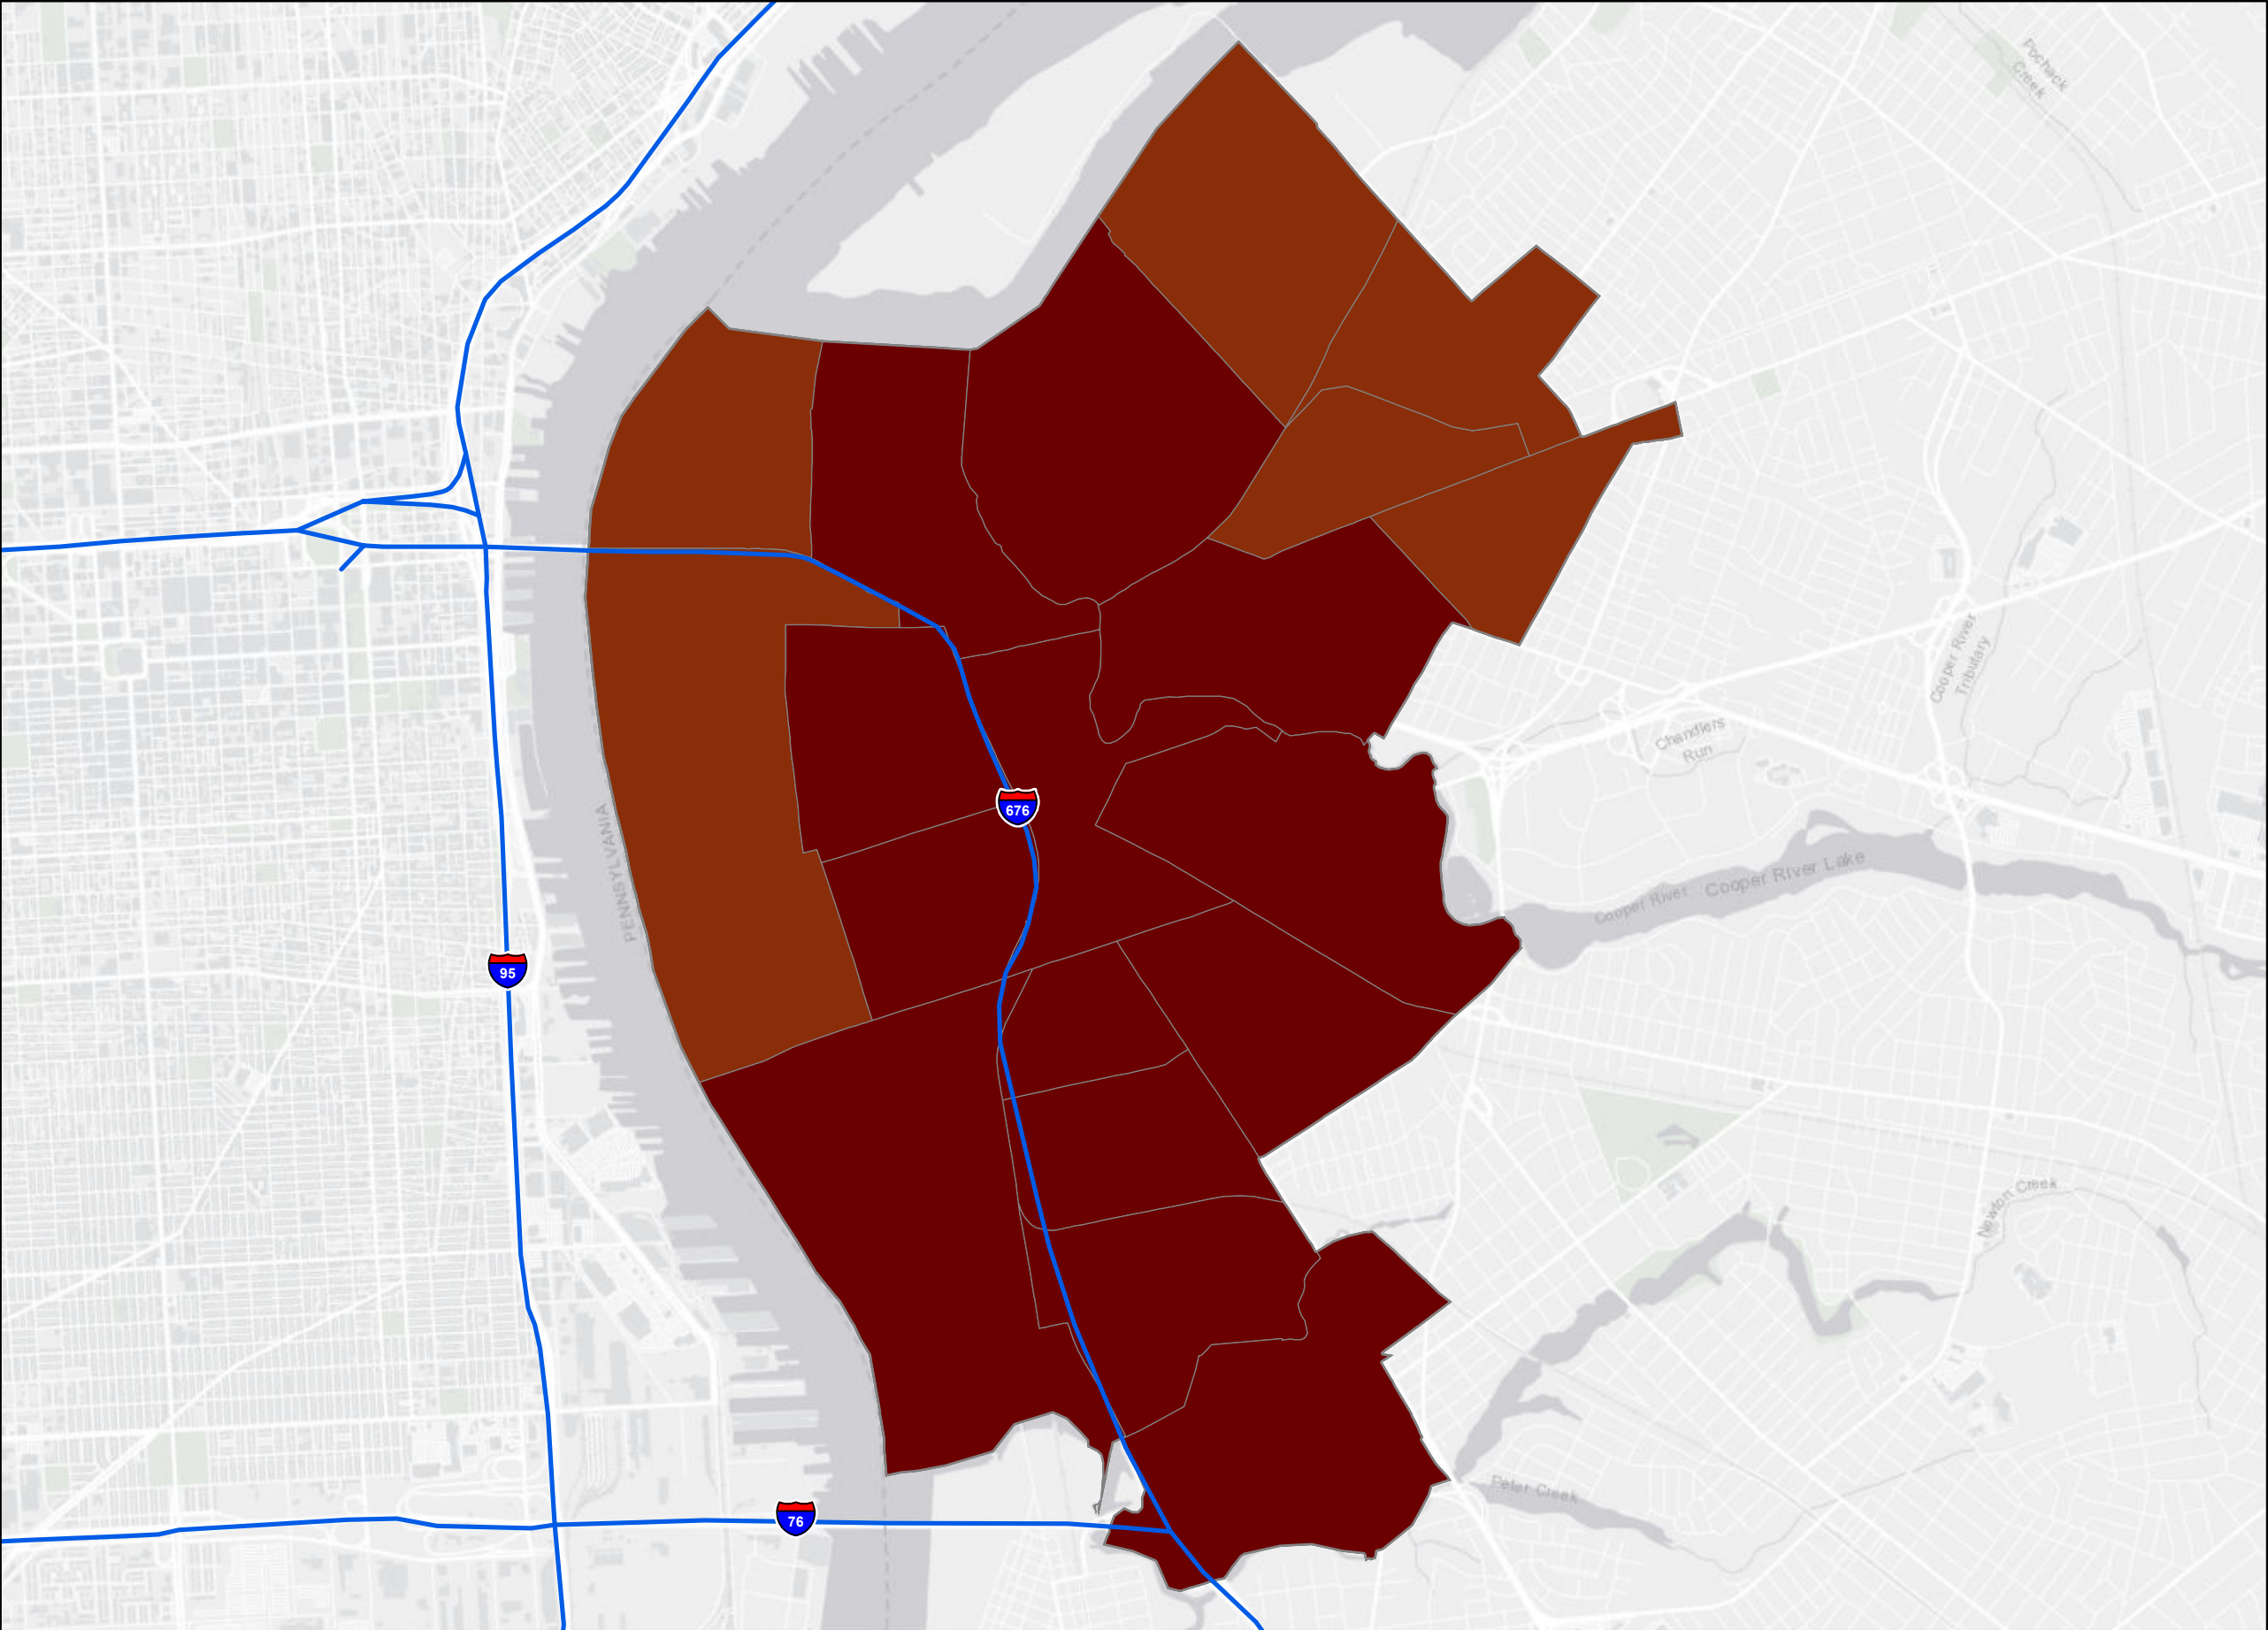 Pochack
Creek
Cooper River
Tributary
Chandlers
Run
676
PENNSYLVANIA
Cooper River
Cooper River Lake
95
Newton Creek
Peter Creek
76